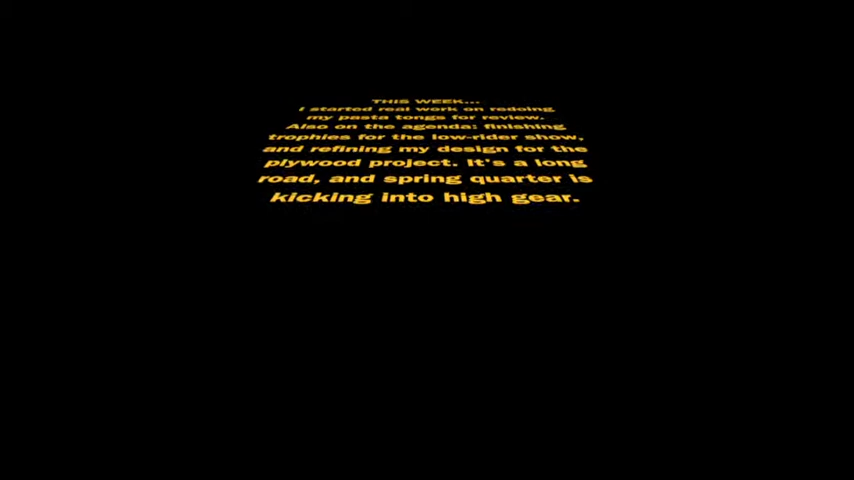 THIS WEEK...
I started real work on redoing
my pasta tongs for review.
Also on the agenda: finishing
trophies for the low-rider show,
and refining my design for the
plywood project. It's a long
road, and spring quarter is
kicking into high gear.